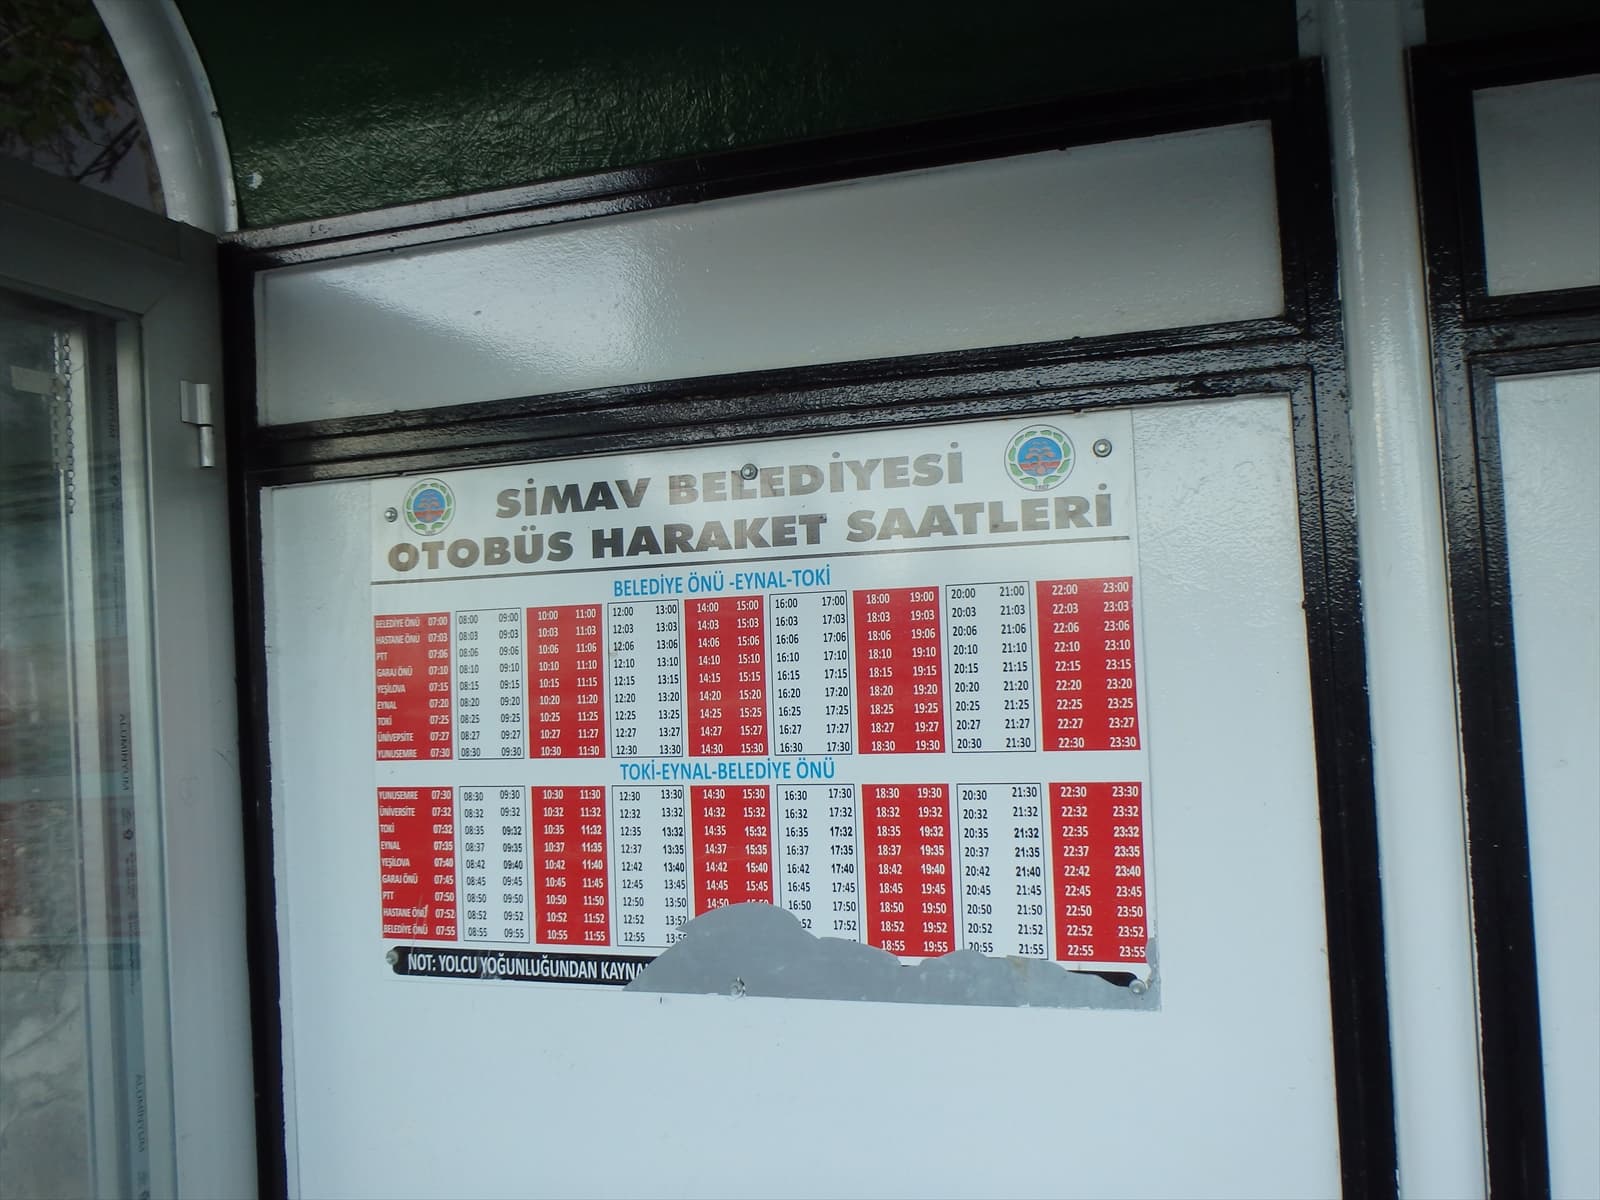 SİMAV BELEDİYESİ
OTOBÜS HARAKET SAATLERİ
BELEDİYE ÖNÜ -EYNAL-TOKİ
BELEDİYE ÖNÜ 07:00 08:00 09:00 10:00 11:00 12:00 13:00 14:00 15:00 16:00 17:00 18:00 19:00 20:00 21:00 22:00 23:00
HASTANE ÖNÜ 07:03 08:03 09:03 10:03 11:03 12:03 13:03 14:03 15:03 16:03 17:03 18:03 19:03 20:03 21:03 22:03 23:03
PTT 07:06 08:06 09:06 10:06 11:06 12:06 13:06 14:06 15:06 16:06 17:06 18:06 19:06 20:06 21:06 22:06 23:06
GARAJ ÖNÜ 07:10 08:10 09:10 10:10 11:10 12:10 13:10 14:10 15:10 16:10 17:10 18:10 19:10 20:10 21:10 22:10 23:10
YEŞİLOVA 07:15 08:15 09:15 10:15 11:15 12:15 13:15 14:15 15:15 16:15 17:15 18:15 19:15 20:15 21:15 22:15 23:15
EYNAL 07:20 08:20 09:20 10:20 11:20 12:20 13:20 14:20 15:20 16:20 17:20 18:20 19:20 20:20 21:20 22:20 23:20
TOKİ 07:25 08:25 09:25 10:25 11:25 12:25 13:25 14:25 15:25 16:25 17:25 18:25 19:25 20:25 21:25 22:25 23:25
ÜNİVERSİTE 07:27 08:27 09:27 10:27 11:27 12:27 13:27 14:27 15:27 16:27 17:27 18:27 19:27 20:27 21:27 22:27 23:27
YUNUSEMRE 07:30 08:30 09:30 10:30 11:30 12:30 13:30 14:30 15:30 16:30 17:30 18:30 19:30 20:30 21:30 22:30 23:30
TOKİ-EYNAL-BELEDİYE ÖNÜ
YUNUSEMRE 07:30 08:30 09:30 10:30 11:30 12:30 13:30 14:30 15:30 16:30 17:30 18:30 19:30 20:30 21:30 22:30 23:30
ÜNİVERSİTE 07:32 08:32 09:32 10:32 11:32 12:32 13:32 14:32 15:32 16:32 17:32 18:32 19:32 20:32 21:32 22:32 23:32
TOKİ 07:32 08:35 09:32 10:35 11:32 12:35 13:32 14:35 15:32 16:35 17:32 18:35 19:32 20:35 21:32 22:35 23:32
EYNAL 07:35 08:37 09:35 10:37 11:35 12:37 13:35 14:37 15:35 16:37 17:35 18:37 19:35 20:37 21:35 22:37 23:35
YEŞİLOVA 07:40 08:42 09:40 10:42 11:40 12:42 13:40 14:42 15:40 16:42 17:40 18:42 19:40 20:42 21:40 22:42 23:40
GARAJ ÖNÜ 07:45 08:45 09:45 10:45 11:45 12:45 13:45 14:45 15:45 16:45 17:45 18:45 19:45 20:45 21:45 22:45 23:45
PTT 07:50 08:50 09:50 10:50 11:50 12:50 13:50 14:50 16:50 17:50 18:50 19:50 20:50 21:50 22:50 23:50
HASTANE ÖNÜ 07:52 08:52 09:52 10:52 11:52 12:52 13:52 17:52 18:52 19:52 20:52 21:52 22:52 23:52
BELEDİYE ÖNÜ 07:55 08:55 09:55 10:55 11:55 12:55 18:55 19:55 20:55 21:55 22:55 23:55
NOT: YOLCU YOĞUNLUĞUNDAN